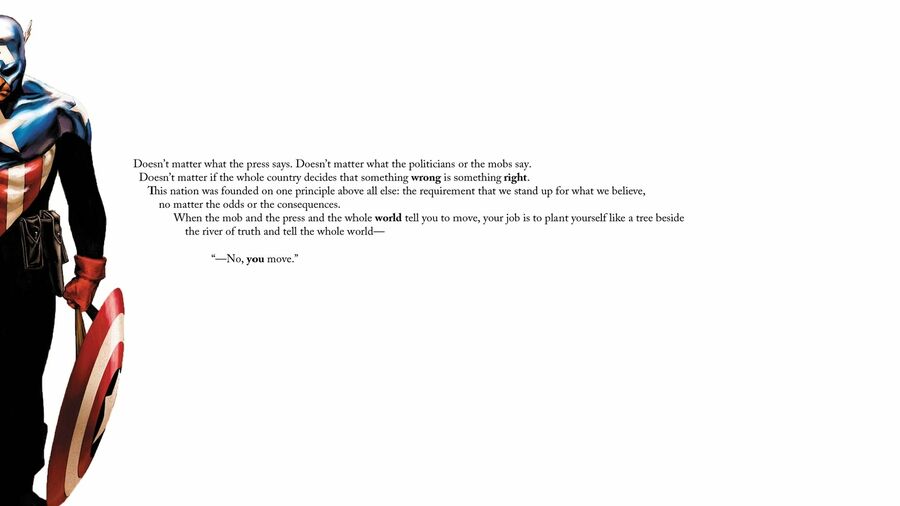 Doesn’t matter what the press says. Doesn’t matter what the politicians or the mobs say.
Doesn’t matter if the whole country decides that something wrong is something right.
This nation was founded on one principle above all else: the requirement that we stand up for what we believe,
no matter the odds or the consequences.
When the mob and the press and the whole world tell you to move, your job is to plant yourself like a tree beside
the river of truth and tell the whole world—
“—No, you move.”